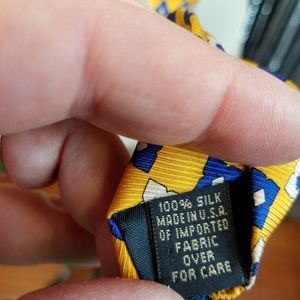 100% SILK
MADE IN U.S.A.
OF IMPORTED
FABRIC
OVER
FOR CARE